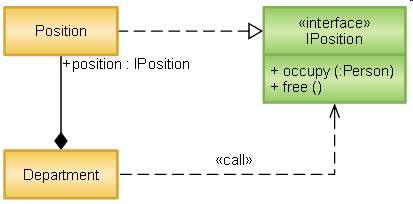 Position
«interface»
IPosition
+position : IPosition
+ occupy (:Person)
+ free ()
«call»
Department